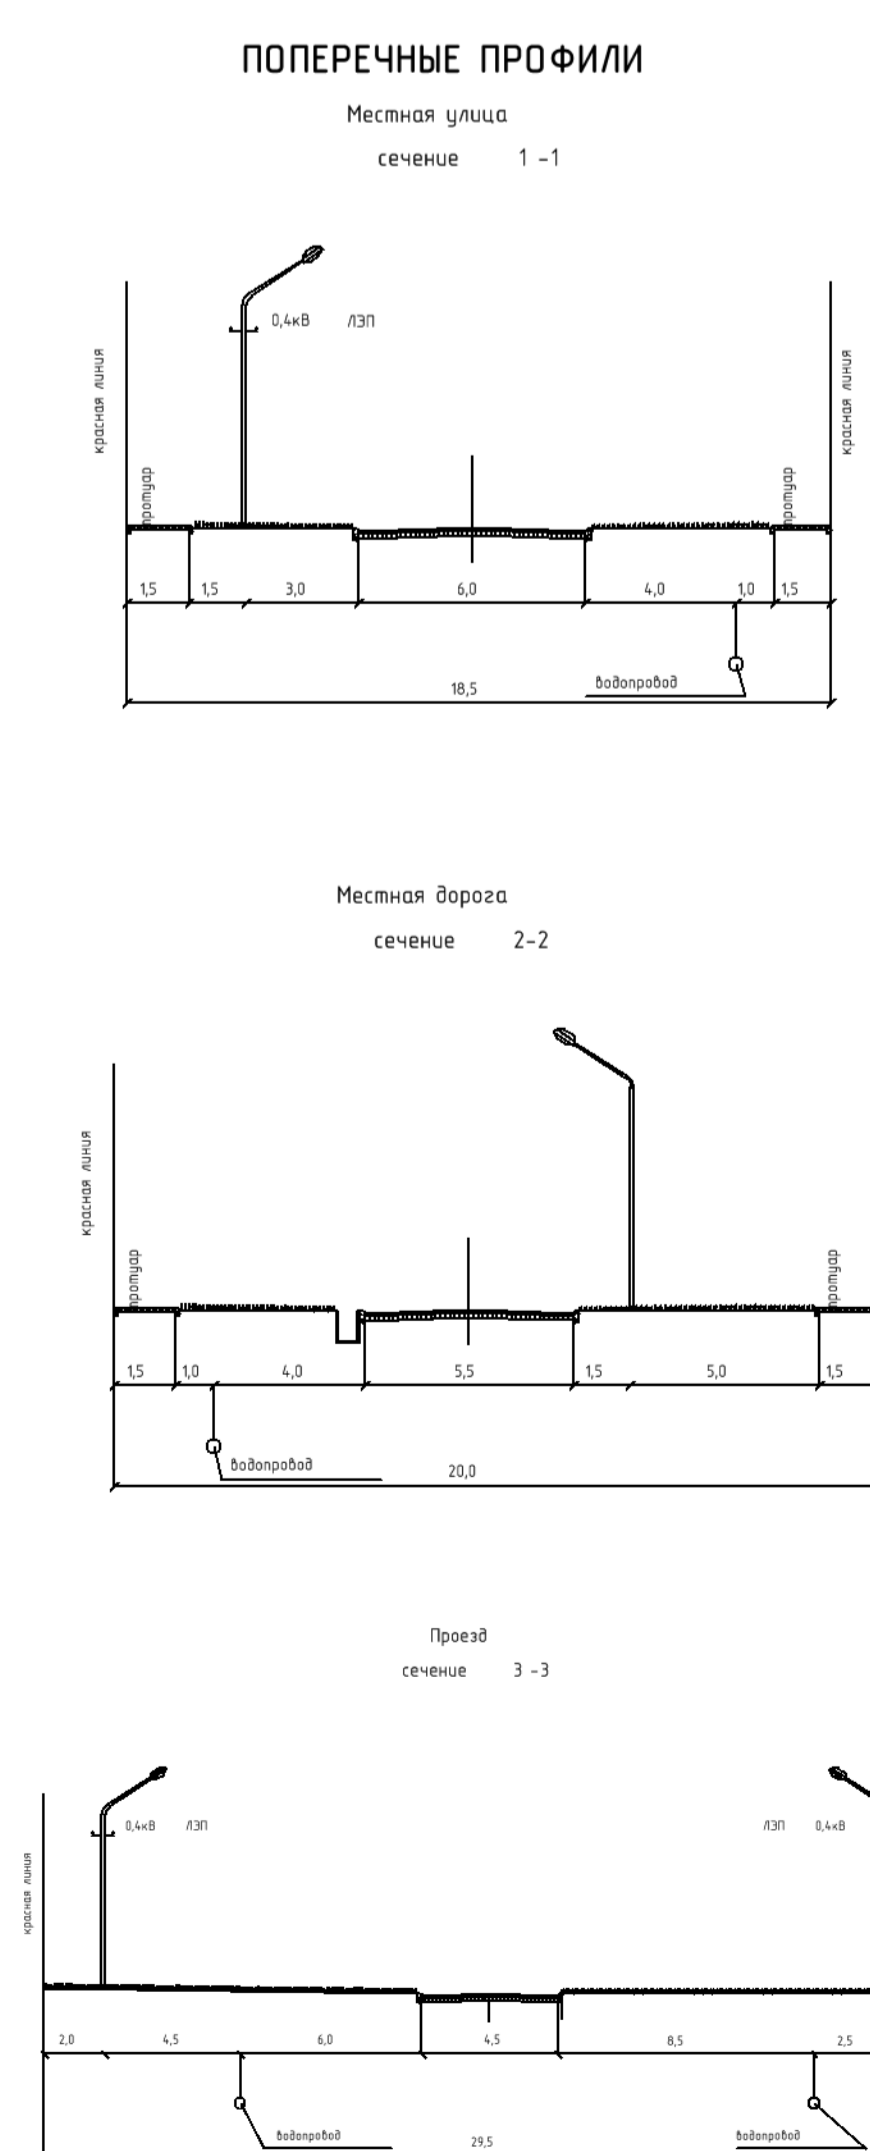 ПОПЕРЕЧНЫЕ ПРОФИЛИ
Местная улица
сечение 1 -1
0,4кВ ЛЭП
красная линия
красная линия
тротуар
тротуар
1,5 1,5 3,0 6,0 4,0 1,0 1,5
водопровод
18,5
Местная дорога
сечение 2-2
красная линия
тротуар
тротуар
1,5 1,0 4,0 5,5 1,5 5,0 1,5
водопровод
20,0
Проезд
сечение 3 -3
0,4кВ ЛЭП
ЛЭП 0,4кВ
красная линия
2,0 4,5 6,0 4,5 8,5 2,5
водопровод
29,5
водопровод